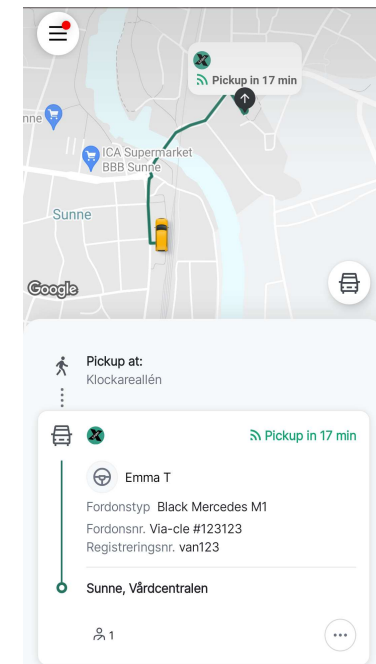 Pickup in 17 min
nne
ICA Supermarket
BBB Sunne
Sunne
Google
Pickup at:
Klockareallén
Pickup in 17 min
Emma T
Fordonstyp Black Mercedes M1
Fordonsnr. Via-cle #123123
Registreringsnr. van123
Sunne, Vårdcentralen
1